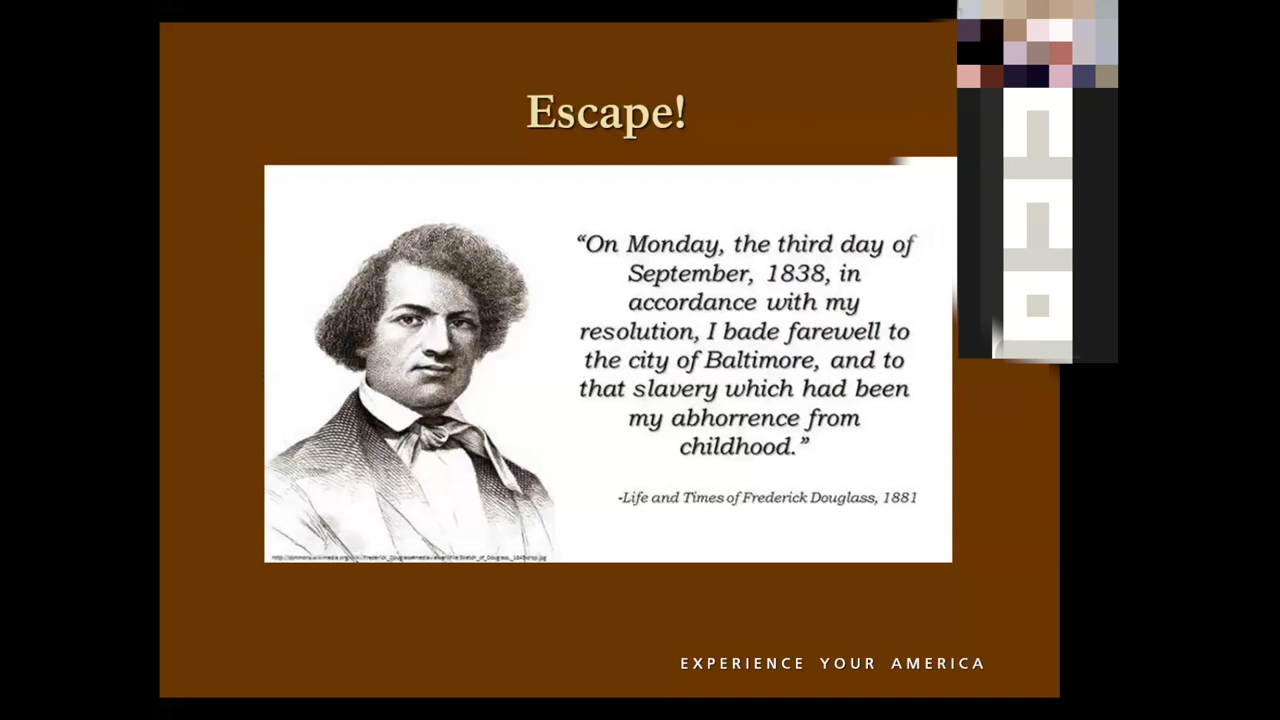 Escape!
“On Monday, the third day of
September, 1838, in
accordance with my
resolution, I bade farewell to
the city of Baltimore, and to
that slavery which had been
my abhorrence from
childhood.”
-Life and Times of Frederick Douglass, 1881
EXPERIENCE YOUR AMERICA